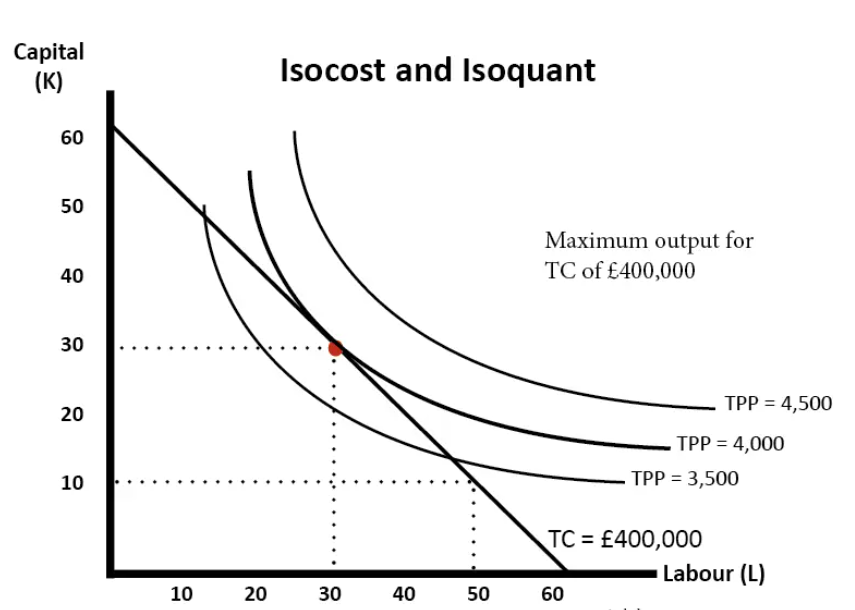 Capital
(K)
Isocost and Isoquant
60
50
40
30
20
10
Maximum output for
TC of £400,000
TPP = 4,500
TPP = 4,000
TPP = 3,500
TC = £400,000
Labour (L)
10 20 30 40 50 60